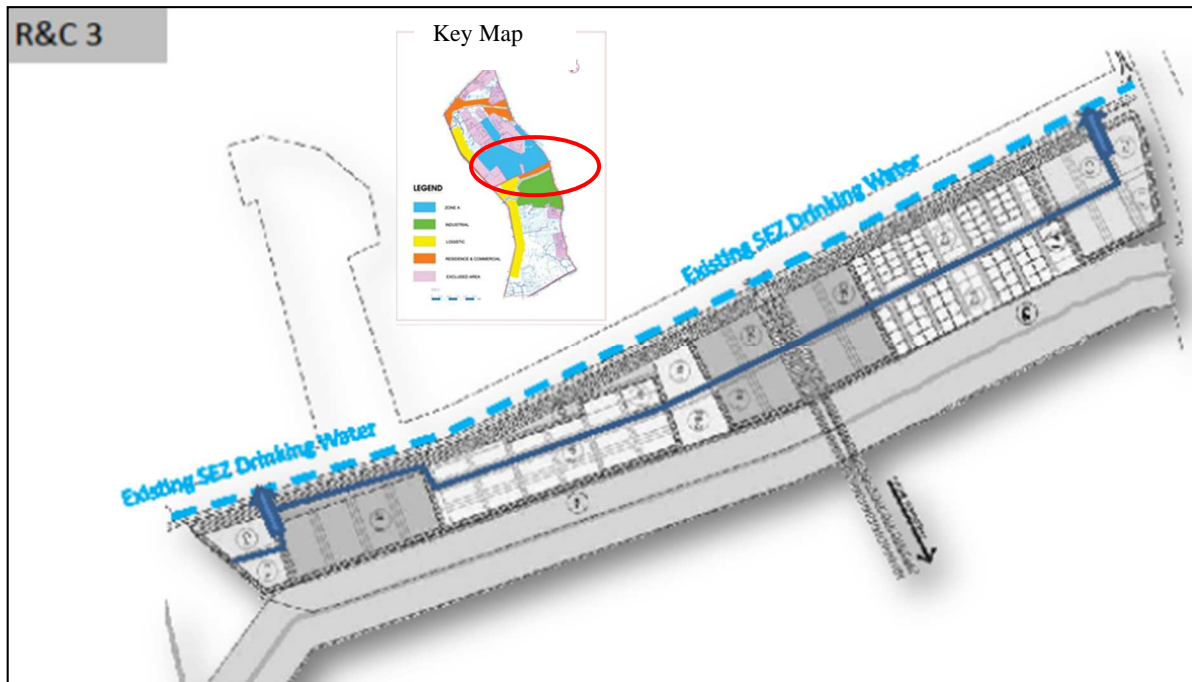 R&C 3
Key Map
LEGEND
ZONE A
INDUSTRIAL
LOGISTIC
RESIDENCE & COMMERCIAL
EXCLUDED AREA
Existing SEZ Drinking Water
Existing SEZ Drinking Water